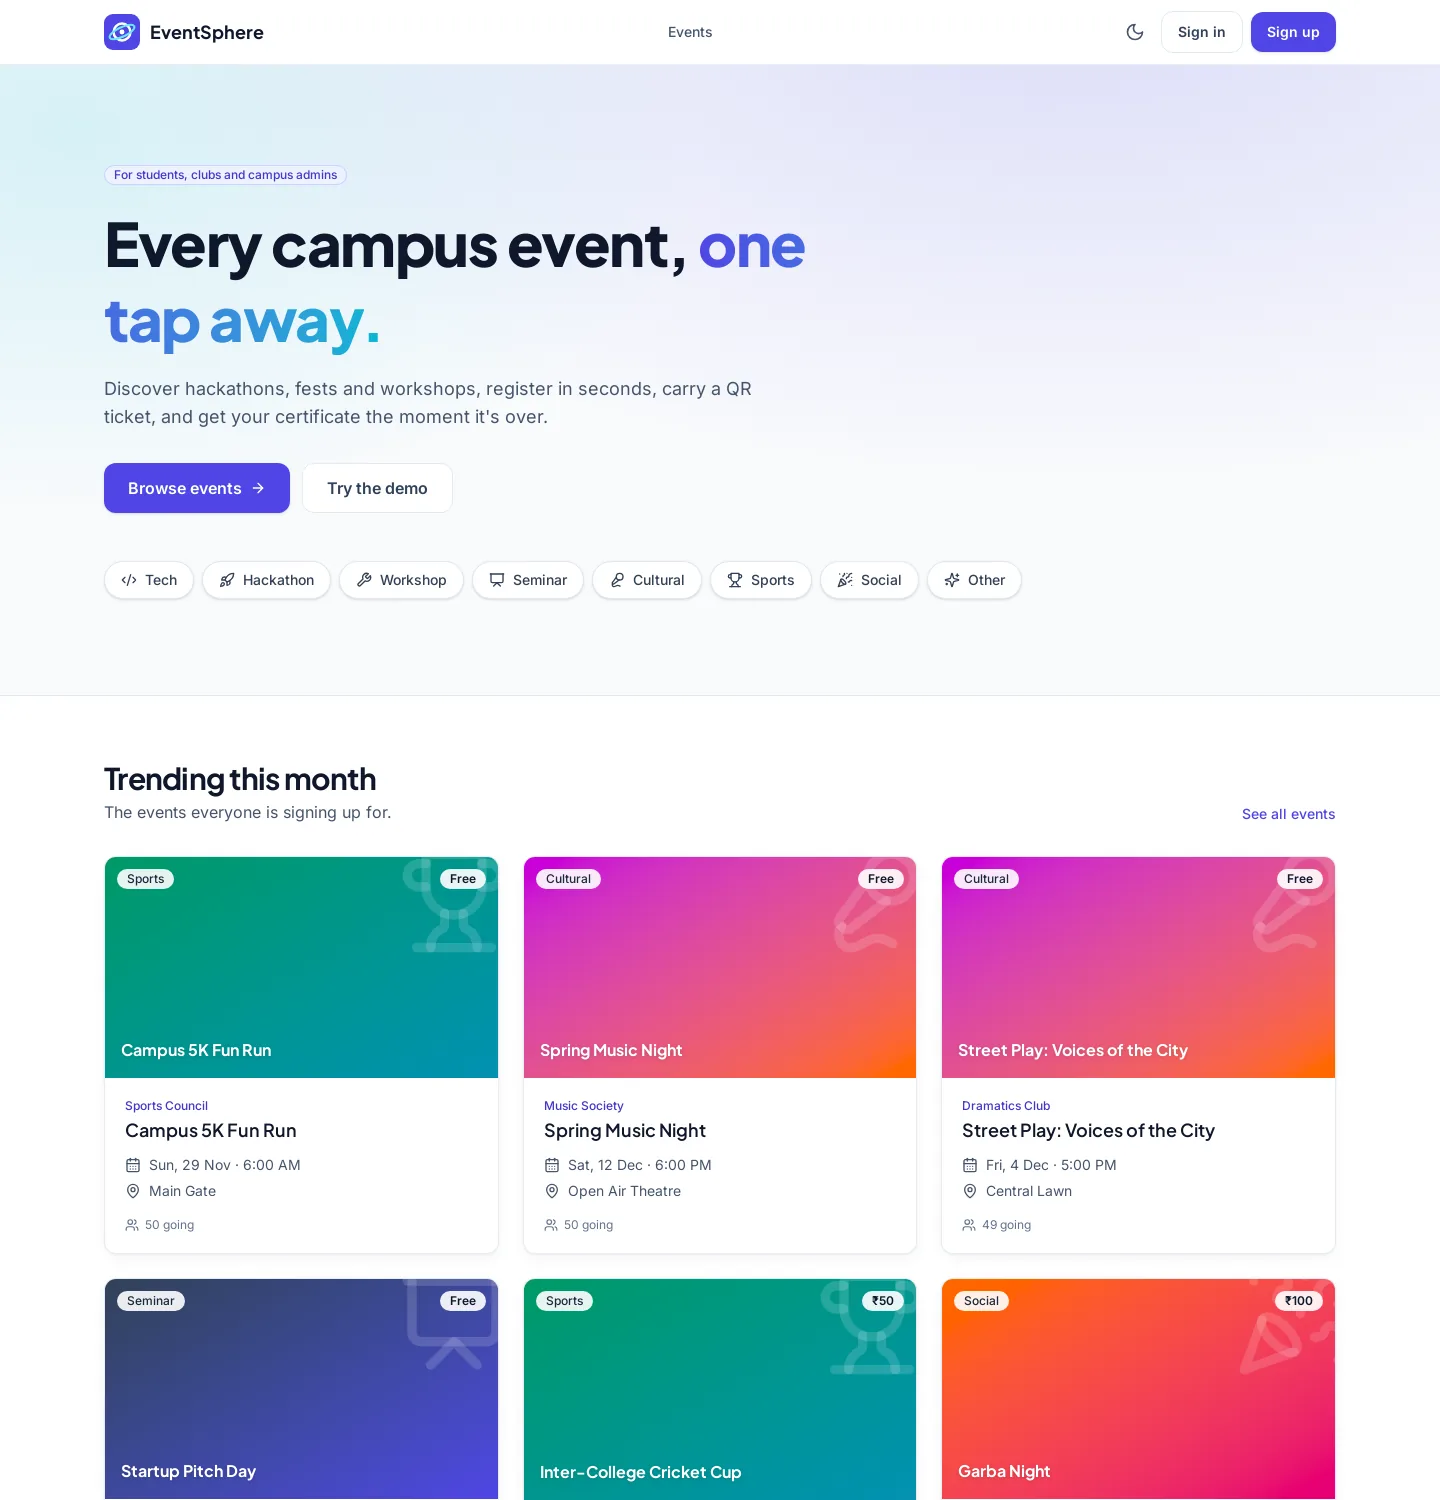 EventSphere
Events
Sign in
Sign up
For students, clubs and campus admins
Every campus event, one
tap away.
Discover hackathons, fests and workshops, register in seconds, carry a QR
ticket, and get your certificate the moment it's over.
Browse events
Try the demo
Tech
Hackathon
Workshop
Seminar
Cultural
Sports
Social
Other
Trending this month
The events everyone is signing up for.
See all events
Sports
Free
Campus 5K Fun Run
Sports Council
Campus 5K Fun Run
Sun, 29 Nov · 6:00 AM
Main Gate
50 going
Cultural
Free
Spring Music Night
Music Society
Spring Music Night
Sat, 12 Dec · 6:00 PM
Open Air Theatre
50 going
Cultural
Free
Street Play: Voices of the City
Dramatics Club
Street Play: Voices of the City
Fri, 4 Dec · 5:00 PM
Central Lawn
49 going
Seminar
Free
Startup Pitch Day
Sports
₹50
Inter-College Cricket Cup
Social
₹100
Garba Night